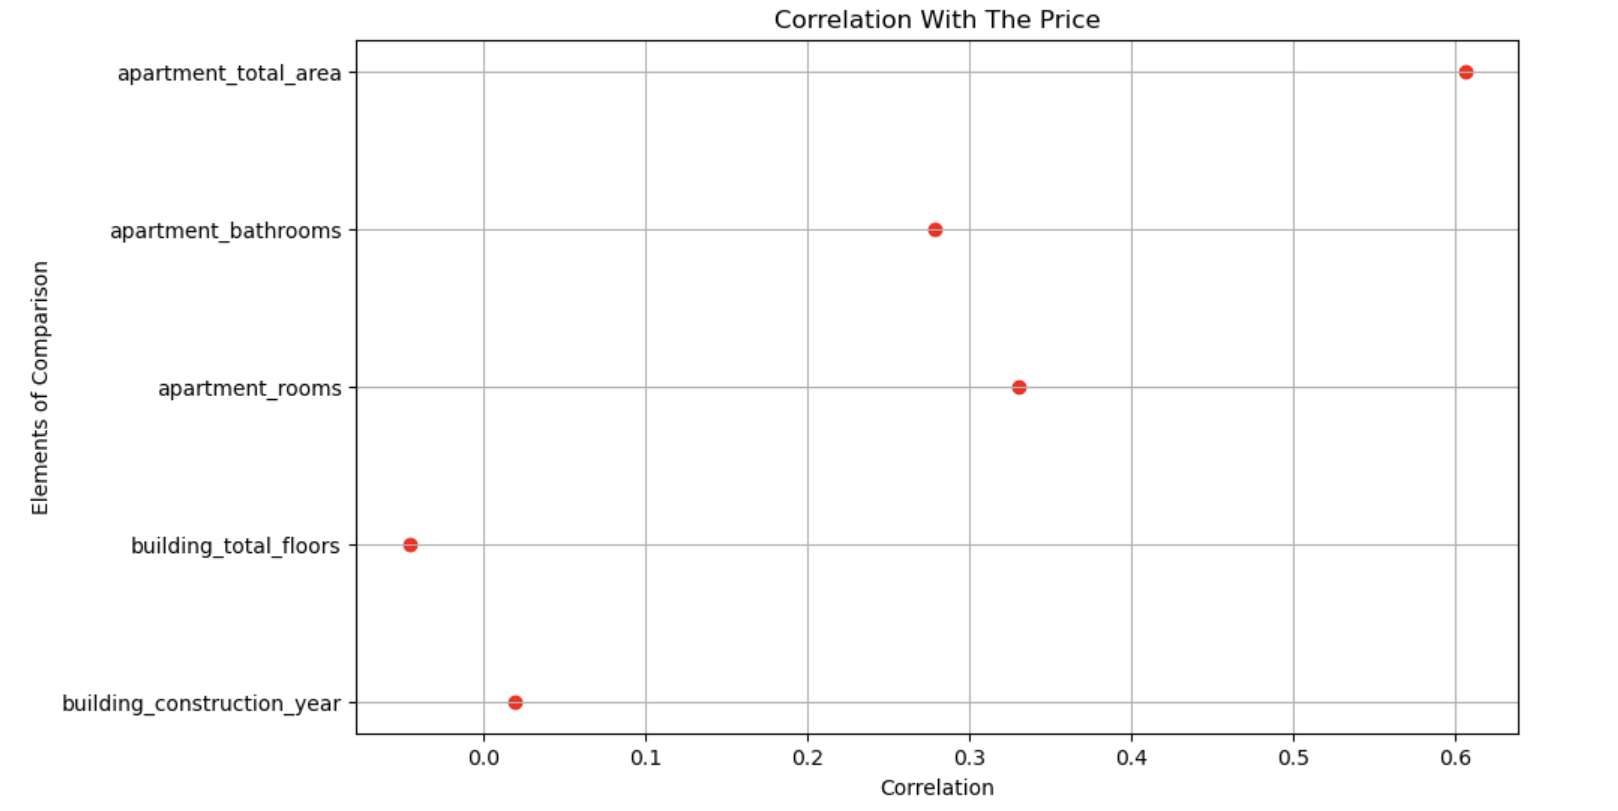 Correlation With The Price
apartment_total_area
apartment_bathrooms
apartment_rooms
building_total_floors
building_construction_year
Elements of Comparison
0.0 0.1 0.2 0.3 0.4 0.5 0.6
Correlation